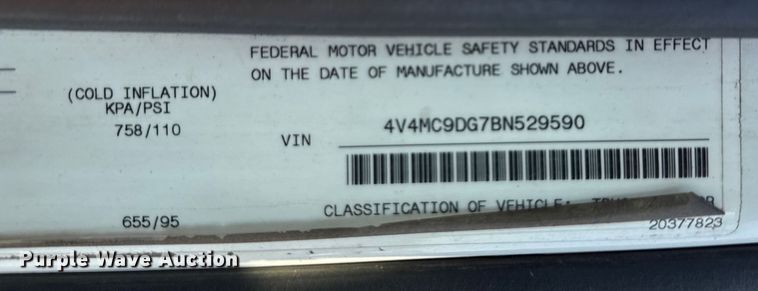 FEDERAL MOTOR VEHICLE SAFETY STANDARDS IN EFFECT
ON THE DATE OF MANUFACTURE SHOWN ABOVE.
(COLD INFLATION)
KPA/PSI
758/110
VIN 4V4MC9DG7BN529590
655/95
CLASSIFICATION OF VEHICLE:
20377823
Purple Wave Auction